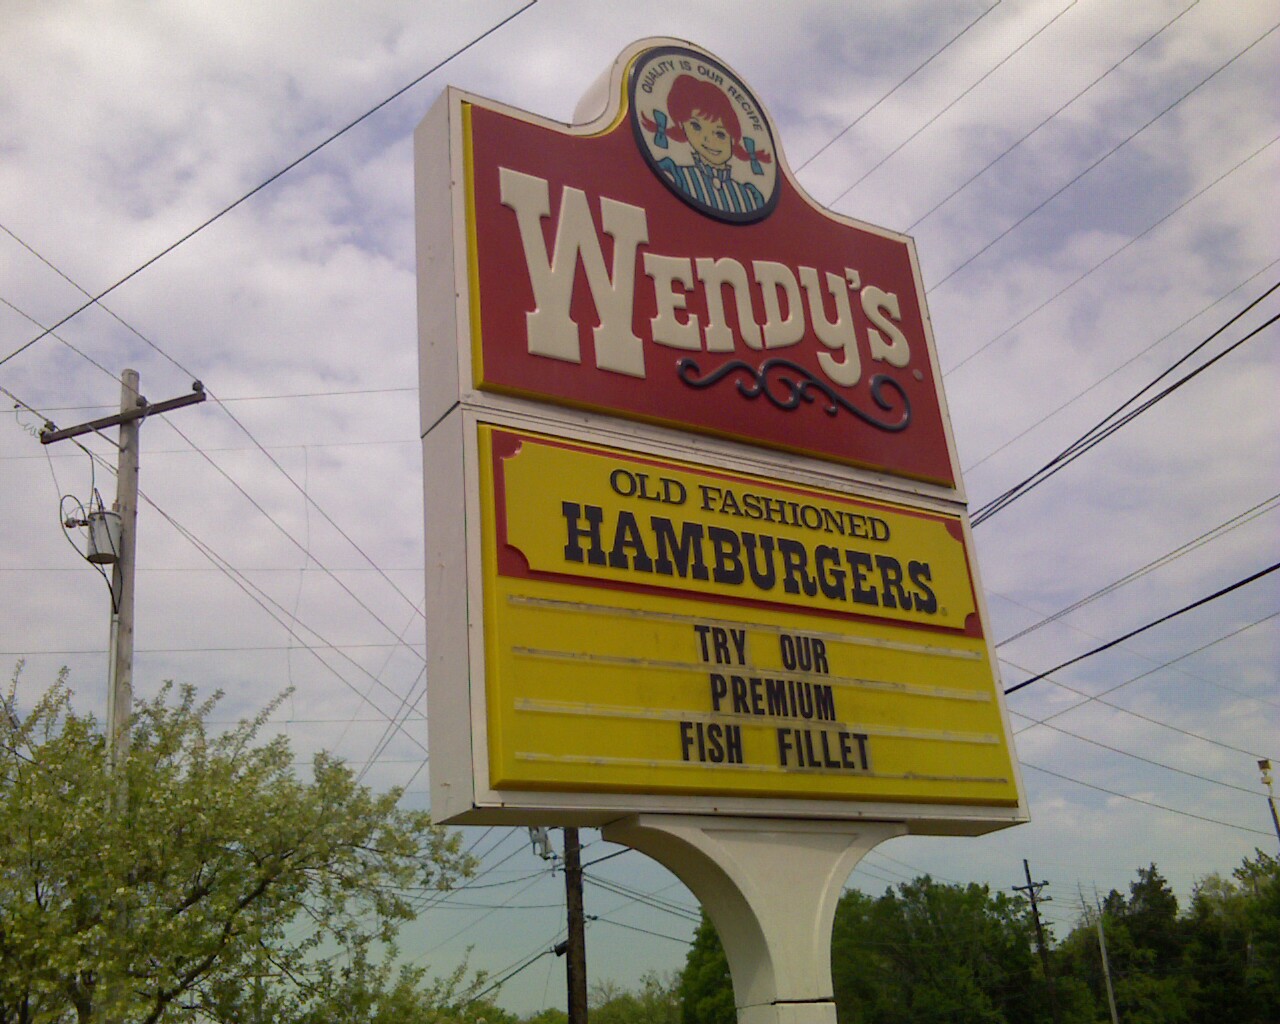 QUALITY IS OUR RECIPE
WENDY'S
OLD FASHIONED
HAMBURGERS
TRY OUR
PREMIUM
FISH FILLET